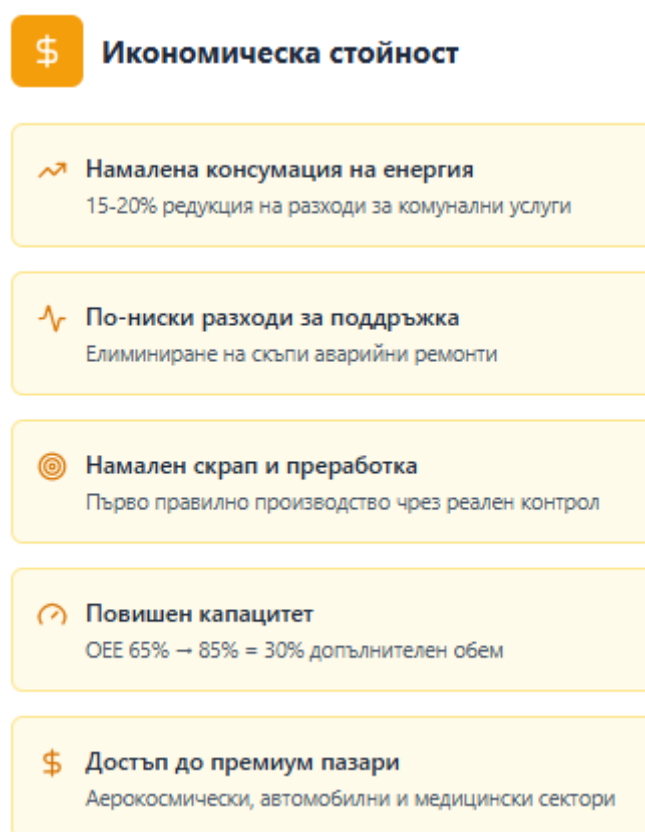 $
Икономическа стойност
Намалена консумация на енергия
15-20% редукция на разходи за комунални услуги
По-ниски разходи за поддръжка
Елиминиране на скъпи аварийни ремонти
Намален скрап и преработка
Първо правилно производство чрез реален контрол
Повишен капацитет
OEE 65% → 85% = 30% допълнителен обем
$ Достъп до премиум пазари
Аерокосмически, автомобилни и медицински сектори